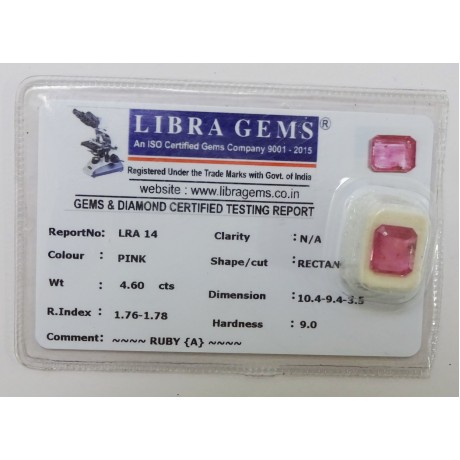 LIBRA GEMS®
An ISO Certified Gems Company 9001 - 2015
Registered Under the Trade Marks with Govt. of India
website : www.libragems.co.in
GEMS & DIAMOND CERTIFIED TESTING REPORT
ReportNo: LRA 14 Clarity : N/A
Colour : PINK Shape/cut : RECTAN
Wt : 4.60 cts Dimension : 10.4-9.4-3.5
R.Index : 1.76-1.78 Hardness : 9.0
Comment: ~~~~ RUBY {A} ~~~~